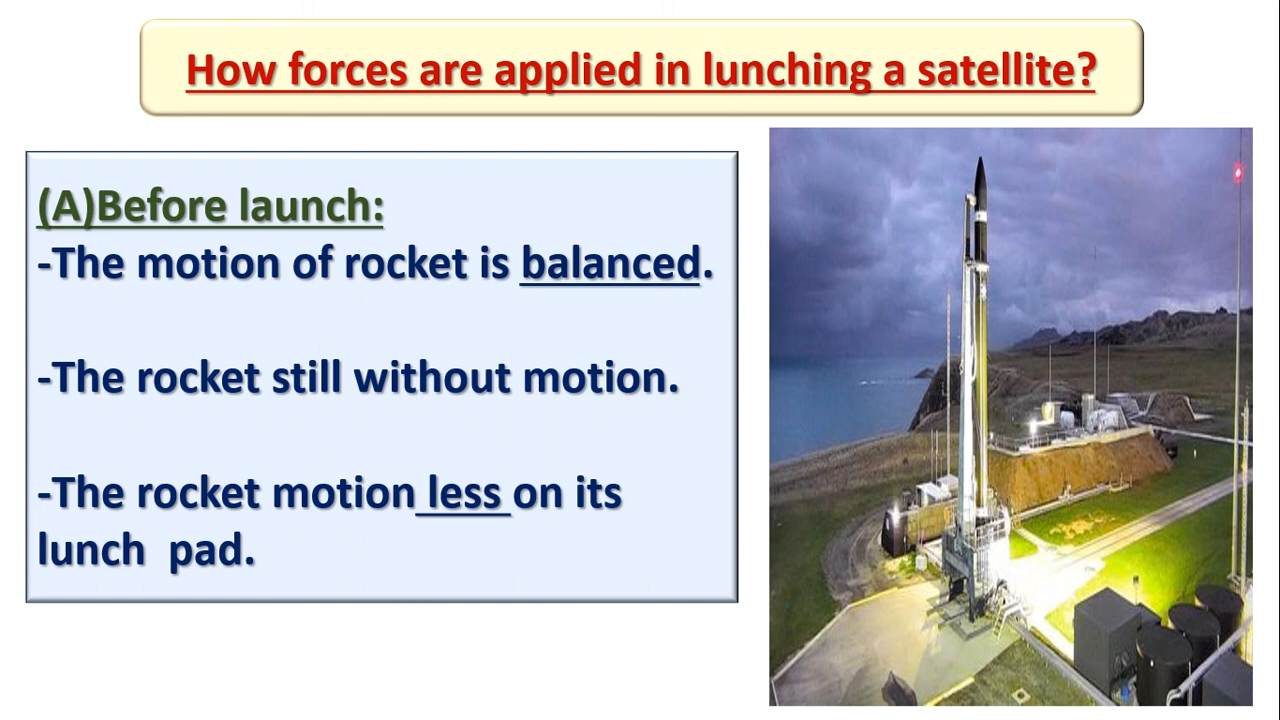 How forces are applied in lunching a satellite?
(A)Before launch:
-The motion of rocket is balanced.
-The rocket still without motion.
-The rocket motion less on its
lunch pad.